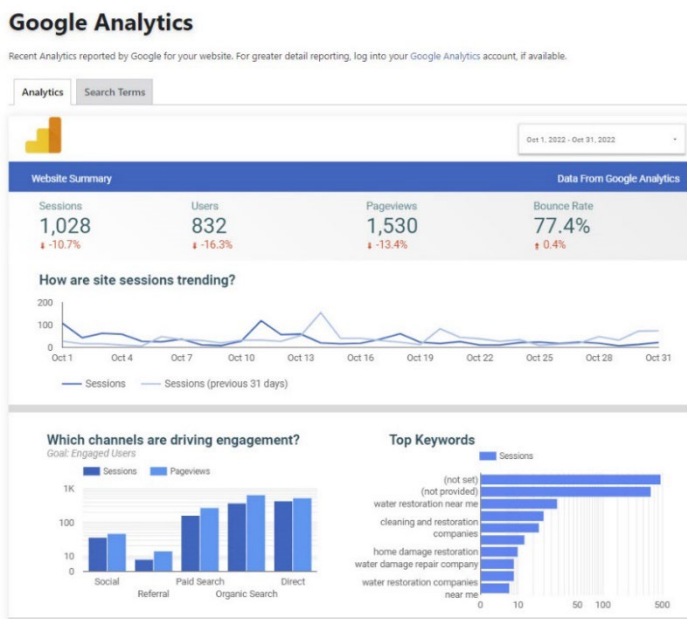 Google Analytics
Recent Analytics reported by Google for your website. For greater detail reporting, log into your Google Analytics account, if available.
Analytics
Search Terms
Oct 1, 2022 - Oct 31, 2022
Website Summary
Data From Google Analytics
Sessions
Users
Pageviews
Bounce Rate
1,028
832
1,530
77.4%
-10.7%
-16.3%
-13.4%
0.4%
How are site sessions trending?
200
100
0
Oct 1
Oct 4
Oct 7
Oct 10
Oct 13
Oct 16
Oct 19
Oct 22
Oct 25
Oct 28
Oct 31
Sessions
Sessions (previous 31 days)
Which channels are driving engagement?
Goal: Engaged Users
Sessions
Pageviews
1K
100
10
0
Social
Referral
Paid Search
Organic Search
Direct
Top Keywords
Sessions
(not set)
(not provided)
water restoration near me
cleaning and restoration
companies
home damage restoration
water damage repair company
water restoration companies
near me
0
10
50
100
500